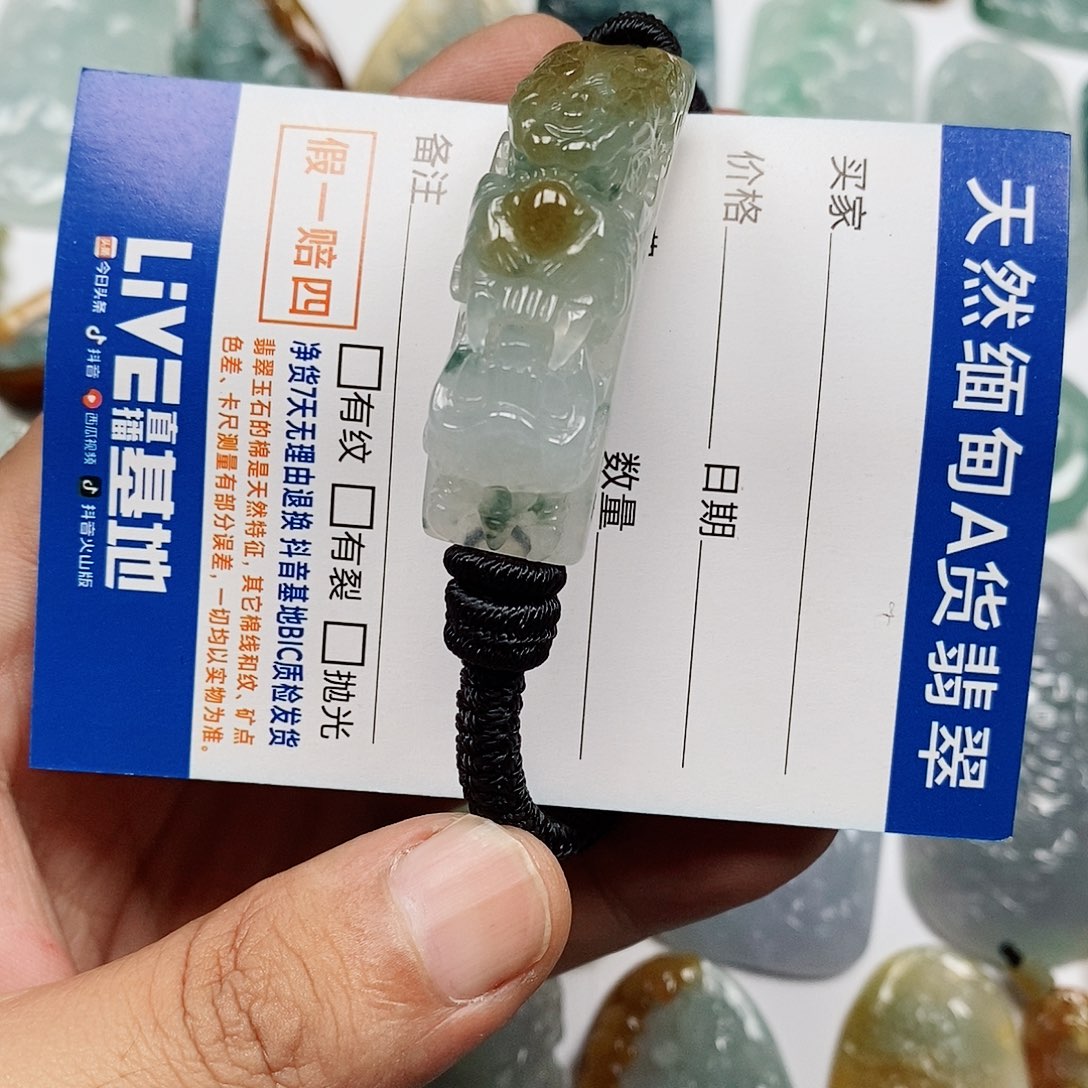 天然缅甸A货翡翠
买家
价格
日期
数量
备注
有纹 有裂 抛光
假一赔四
净货7天无理由退换 抖音基地BIC质检发货
翡翠玉石的棉是天然特征，其它棉线和纹、矿点
色差、卡尺测量有部分误差，一切均以实物为准。
LiVE直播基地
头条 今日头条 抖音 西瓜视频 抖音火山版